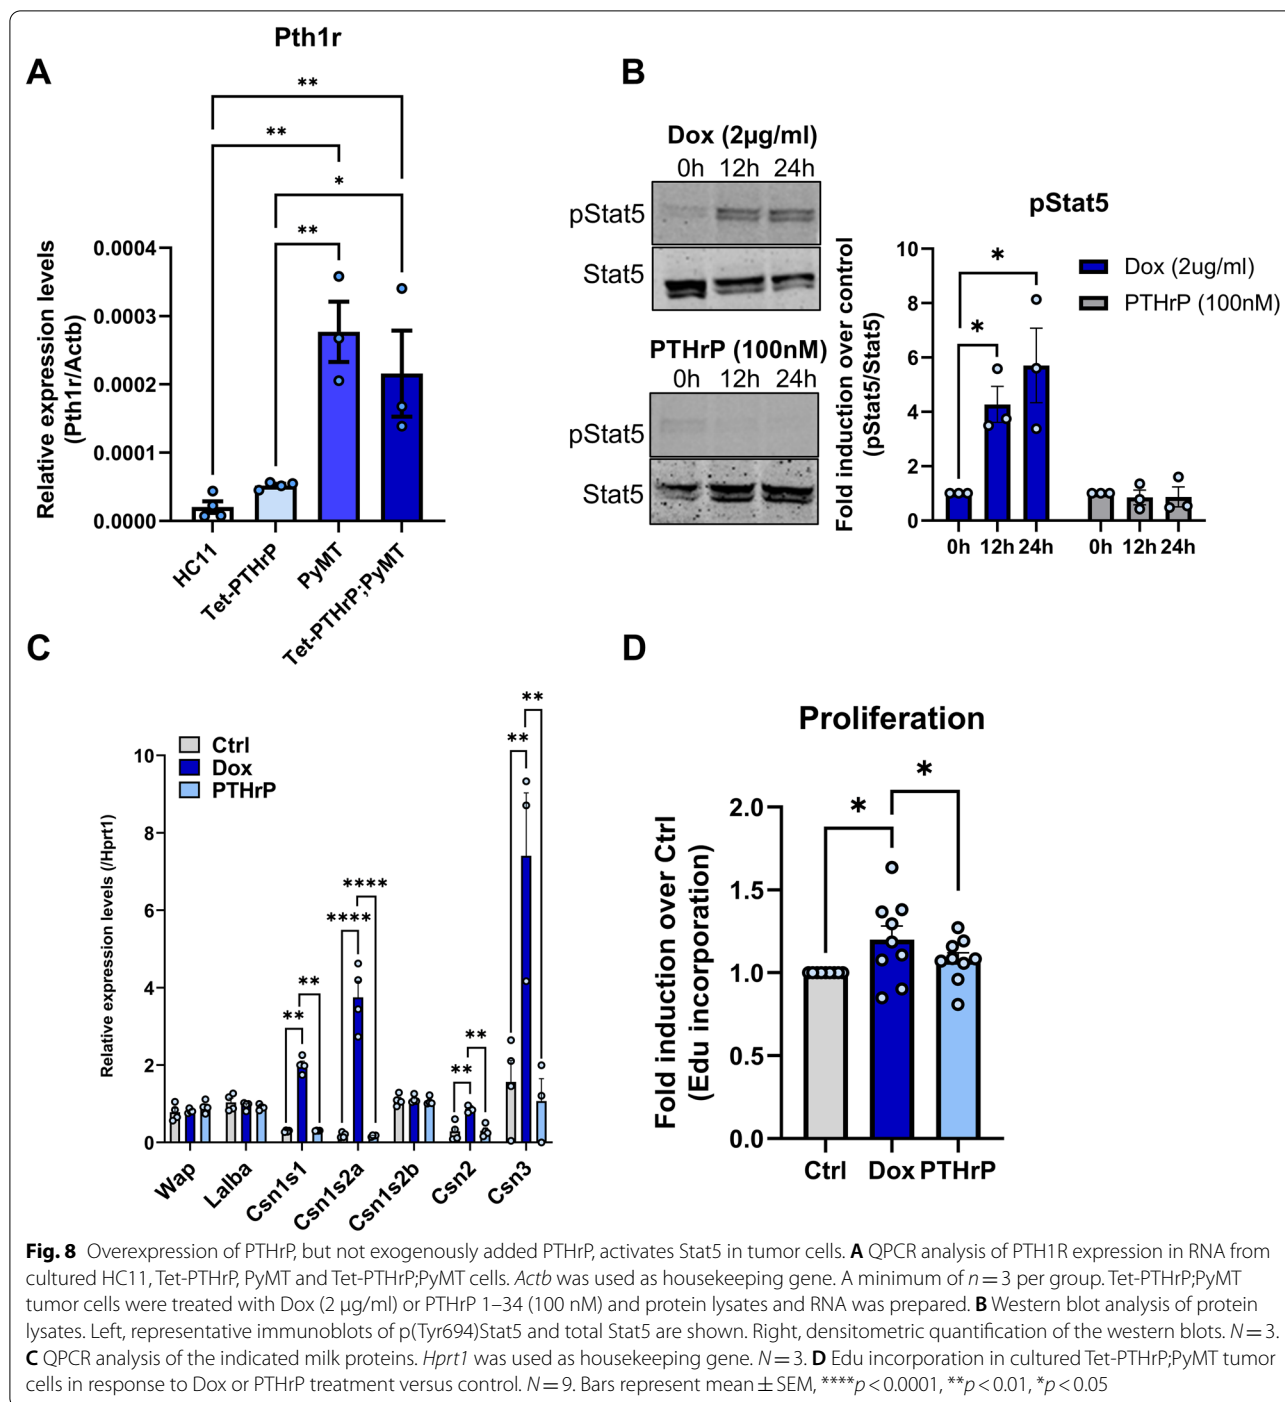 A
Pth1r
**
**
*
**
Relative expression levels
(Pth1r/Actb)
0.0004
0.0003
0.0002
0.0001
0.0000
HC11
Tet-PTHrP
PyMT
Tet-PTHrP;PyMT
B
Dox (2µg/ml)
0h 12h 24h
pStat5
Stat5
PTHrP (100nM)
0h 12h 24h
pStat5
Stat5
pStat5
Fold induction over control
(pStat5/Stat5)
10
8
6
4
2
0
*
*
Dox (2ug/ml)
PTHrP (100nM)
0h 12h 24h 0h 12h 24h
C
Relative expression levels (/Hprt1)
10
8
6
4
2
0
Ctrl
Dox
PTHrP
**
**
****
****
**
**
**
**
Wap
Lalba
Csn1s1
Csn1s2a
Csn1s2b
Csn2
Csn3
D
Proliferation
Fold induction over Ctrl
(Edu incorporation)
2.0
1.5
1.0
0.5
0.0
*
*
Ctrl Dox PTHrP
Fig. 8 Overexpression of PTHrP, but not exogenously added PTHrP, activates Stat5 in tumor cells. A QPCR analysis of PTH1R expression in RNA from
cultured HC11, Tet-PTHrP, PyMT and Tet-PTHrP;PyMT cells. Actb was used as housekeeping gene. A minimum of n = 3 per group. Tet-PTHrP;PyMT
tumor cells were treated with Dox (2 µg/ml) or PTHrP 1–34 (100 nM) and protein lysates and RNA was prepared. B Western blot analysis of protein
lysates. Left, representative immunoblots of p(Tyr694)Stat5 and total Stat5 are shown. Right, densitometric quantification of the western blots. N = 3.
C QPCR analysis of the indicated milk proteins. Hprt1 was used as housekeeping gene. N = 3. D Edu incorporation in cultured Tet-PTHrP;PyMT tumor
cells in response to Dox or PTHrP treatment versus control. N = 9. Bars represent mean ± SEM, ****p < 0.0001, **p < 0.01, *p < 0.05